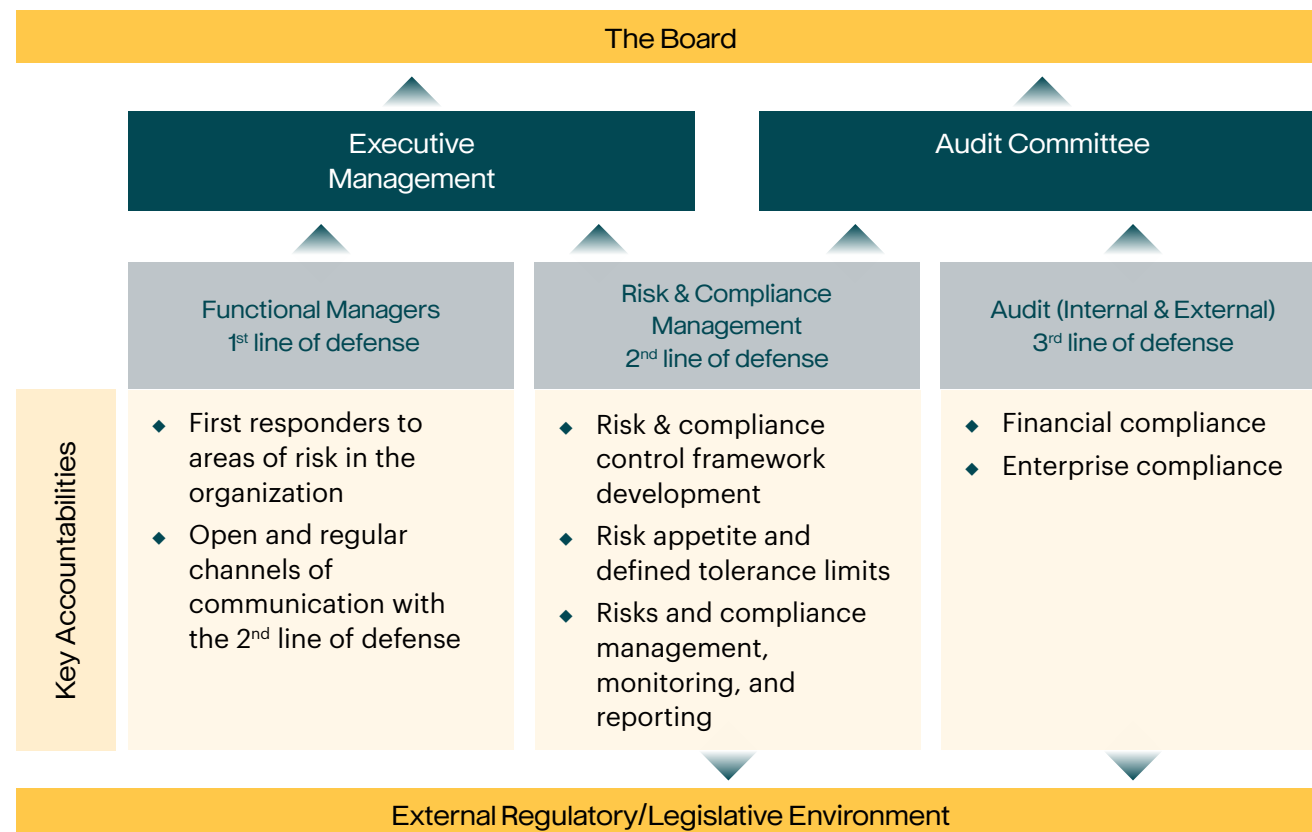 The Board
Executive
Management
Audit Committee
Functional Managers
1st line of defense
Risk & Compliance
Management
2nd line of defense
Audit (Internal & External)
3rd line of defense
Key Accountabilities
◆ First responders to
areas of risk in the
organization
◆ Open and regular
channels of
communication with
the 2nd line of defense
◆ Risk & compliance
control framework
development
◆ Risk appetite and
defined tolerance limits
◆ Risks and compliance
management,
monitoring, and
reporting
◆ Financial compliance
◆ Enterprise compliance
External Regulatory/Legislative Environment